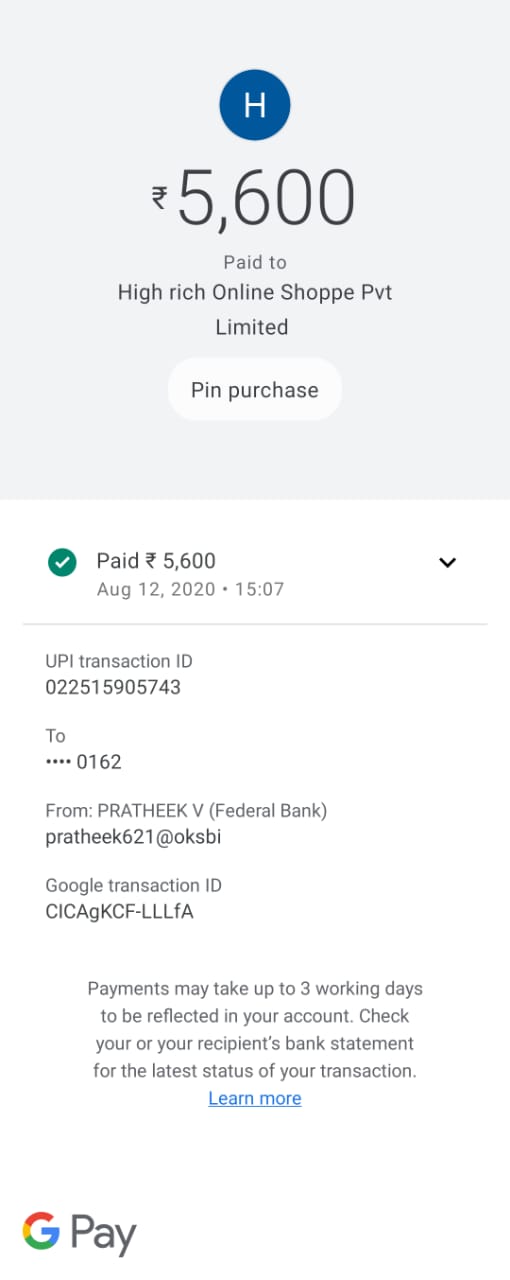 H
₹5,600
Paid to
High rich Online Shoppe Pvt
Limited
Pin purchase
Paid ₹ 5,600
Aug 12, 2020 • 15:07
UPI transaction ID
022515905743
To
•••• 0162
From: PRATHEEK V (Federal Bank)
pratheek621@oksbi
Google transaction ID
CICAgKCF-LLLfA
Payments may take up to 3 working days
to be reflected in your account. Check
your or your recipient’s bank statement
for the latest status of your transaction.
Learn more
G Pay